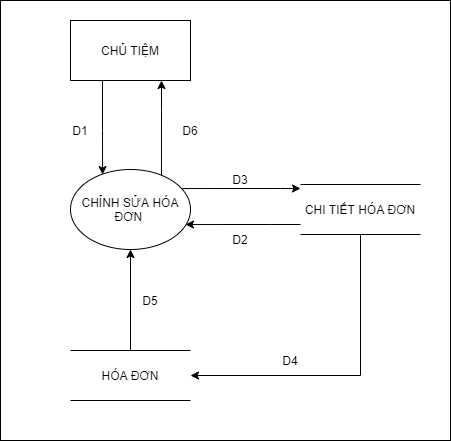 CHỦ TIỆM
D1
D6
CHỈNH SỬA HÓA
ĐƠN
D3
CHI TIẾT HÓA ĐƠN
D2
D5
D4
HÓA ĐƠN